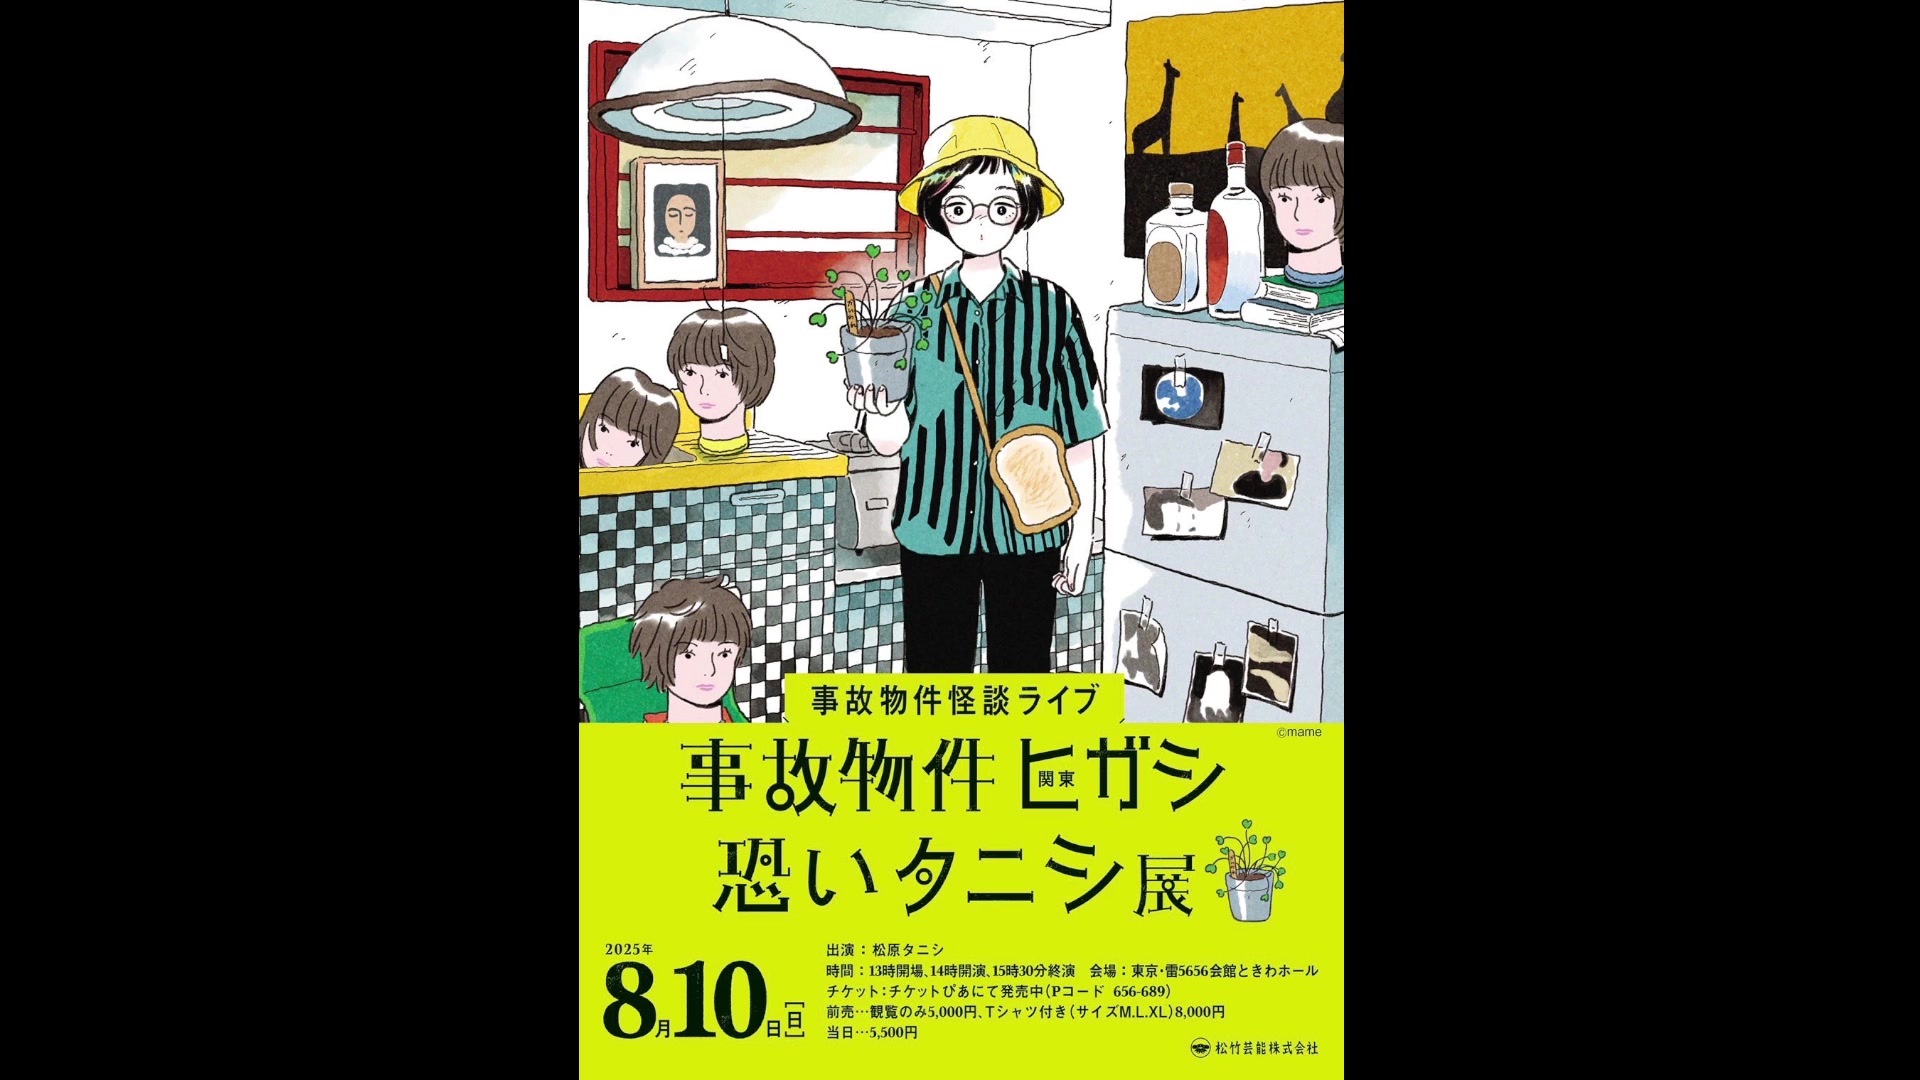 事故物件怪談ライブ
©mame
事故物件 ヒガシ
関東
恐いタニシ展
2025年
8月10日[日]
出演：松原タニシ
時間：13時開場、14時開演、15時30分終演　会場：東京・雷5656会館ときわホール
チケット：チケットぴあにて発売中（Pコード 656-689）
前売…観覧のみ5,000円、Tシャツ付き（サイズM.L.XL）8,000円
当日…5,500円
松竹芸能株式会社